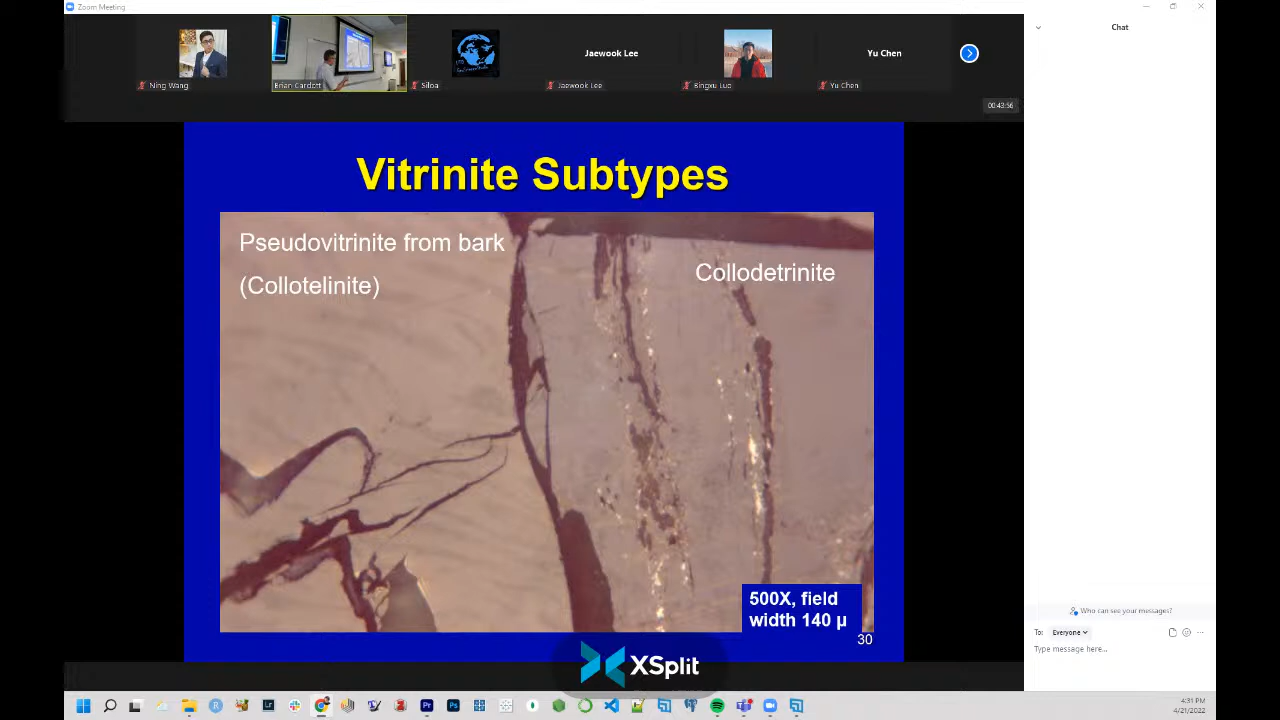 Zoom Meeting
Chat
Jaewook Lee
Yu Chen
Ning Wang
Brian Cardott
Siloa
Jaewook Lee
Bingxu Luo
Yu Chen
00:43:56
Vitrinite Subtypes
Pseudovitrinite from bark
(Collotelinite)
Collodetrinite
500X, field
width 140 µ
30
XSplit
Who can see your messages?
To:
Everyone
Type message here...
4:31 PM
4/21/2022